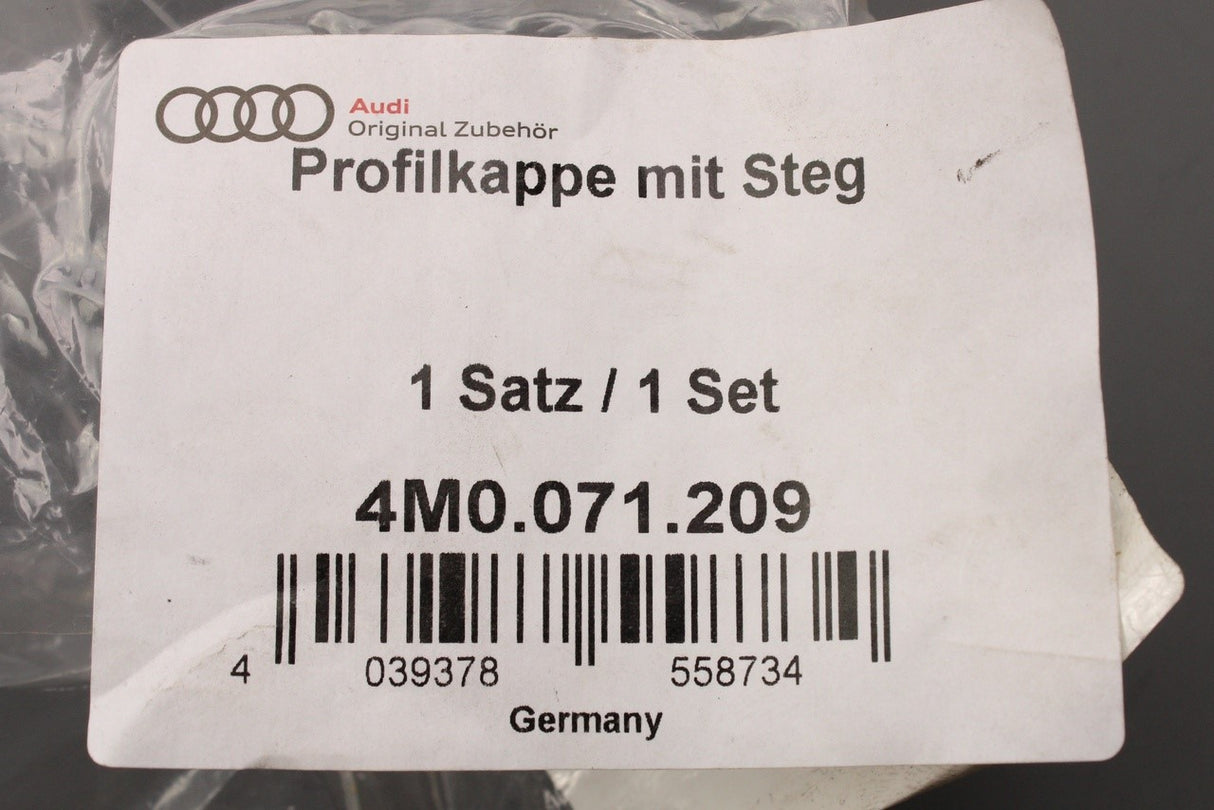 Audi
Original Zubehör
Profilkappe mit Steg
1 Satz / 1 Set
4M0.071.209
4 039378 558734
Germany